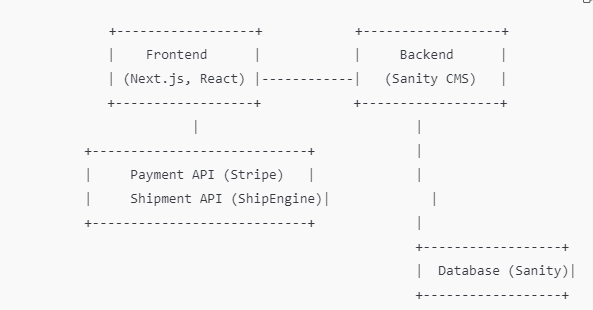 +-----------------+            +-----------------+
|    Frontend      |            |     Backend      |
| (Next.js, React) |------------|   (Sanity CMS)   |
+-----------------+            +-----------------+
|                           |
+---------------------------+            |
|     Payment API (Stripe)   |            |
|     Shipment API (ShipEngine)|            |
+---------------------------+            |
+-----------------+
|  Database (Sanity)|
+-----------------+